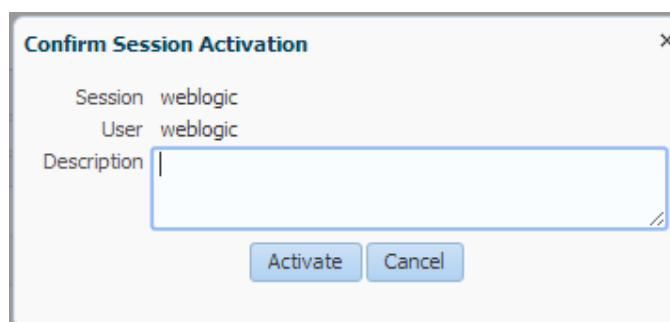 Confirm Session Activation
Session weblogic
User weblogic
Description
Activate Cancel